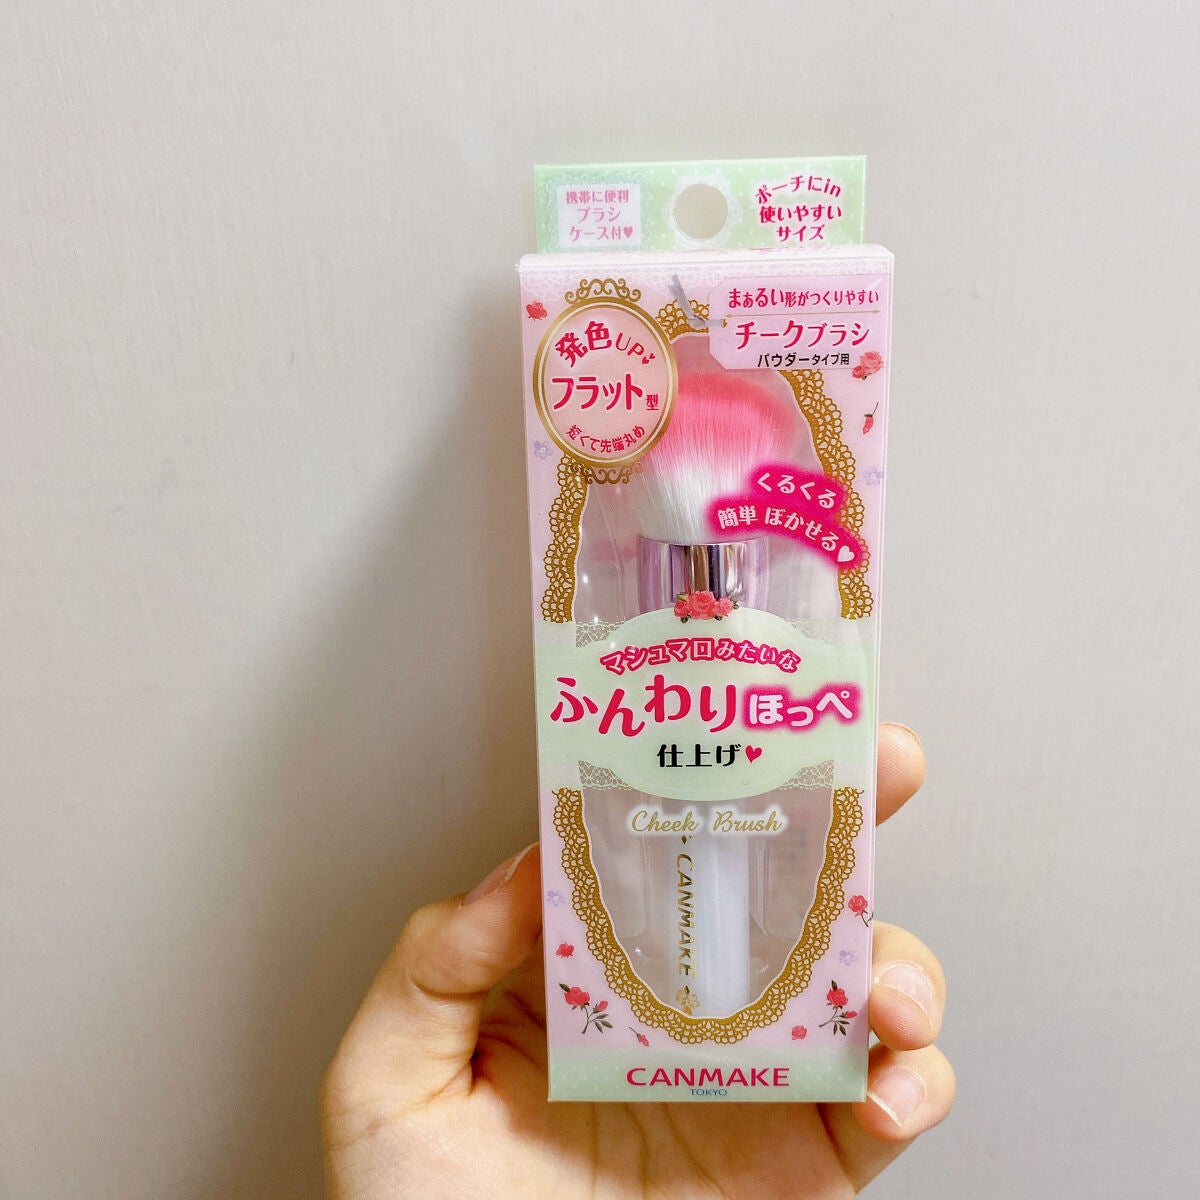 携帯に便利
ブラシ
ケース付♥
ポーチにin
使いやすい
サイズ
まぁるい形がつくりやすい
チークブラシ
パウダータイプ用
発色UP♥
フラット型
短くて先端丸め
くるくる
簡単 ぼかせる♥
マシュマロみたいな
ふんわりほっぺ
仕上げ♥
Cheek Brush
CANMAKE
CANMAKE
TOKYO